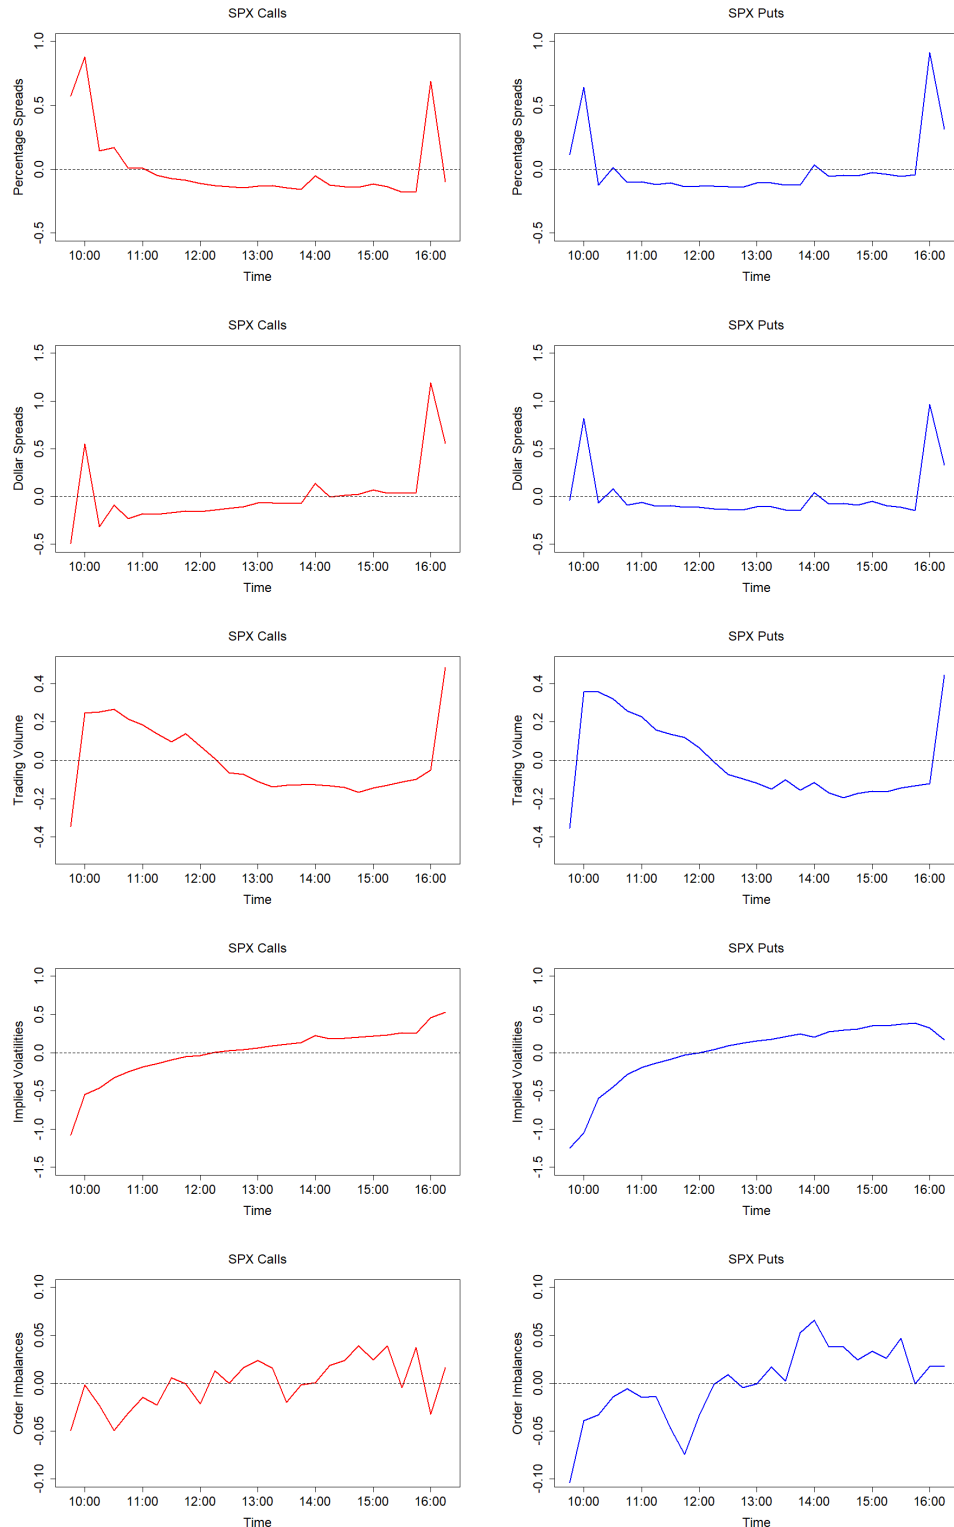 SPX Calls
SPX Puts
Percentage Spreads
1.0
0.5
0.0
-0.5
10:00 11:00 12:00 13:00 14:00 15:00 16:00
Time
Percentage Spreads
1.0
0.5
0.0
-0.5
10:00 11:00 12:00 13:00 14:00 15:00 16:00
Time
SPX Calls
SPX Puts
Dollar Spreads
1.5
1.0
0.5
0.0
-0.5
10:00 11:00 12:00 13:00 14:00 15:00 16:00
Time
Dollar Spreads
1.5
1.0
0.5
0.0
-0.5
10:00 11:00 12:00 13:00 14:00 15:00 16:00
Time
SPX Calls
SPX Puts
Trading Volume
0.4
0.2
0.0
-0.2
-0.4
10:00 11:00 12:00 13:00 14:00 15:00 16:00
Time
Trading Volume
0.4
0.2
0.0
-0.2
-0.4
10:00 11:00 12:00 13:00 14:00 15:00 16:00
Time
SPX Calls
SPX Puts
Implied Volatilities
1.0
0.5
0.0
-0.5
-1.0
-1.5
10:00 11:00 12:00 13:00 14:00 15:00 16:00
Time
Implied Volatilities
1.0
0.5
0.0
-0.5
-1.0
-1.5
10:00 11:00 12:00 13:00 14:00 15:00 16:00
Time
SPX Calls
SPX Puts
Order Imbalances
0.10
0.05
0.00
-0.05
-0.10
10:00 11:00 12:00 13:00 14:00 15:00 16:00
Time
Order Imbalances
0.10
0.05
0.00
-0.05
-0.10
10:00 11:00 12:00 13:00 14:00 15:00 16:00
Time